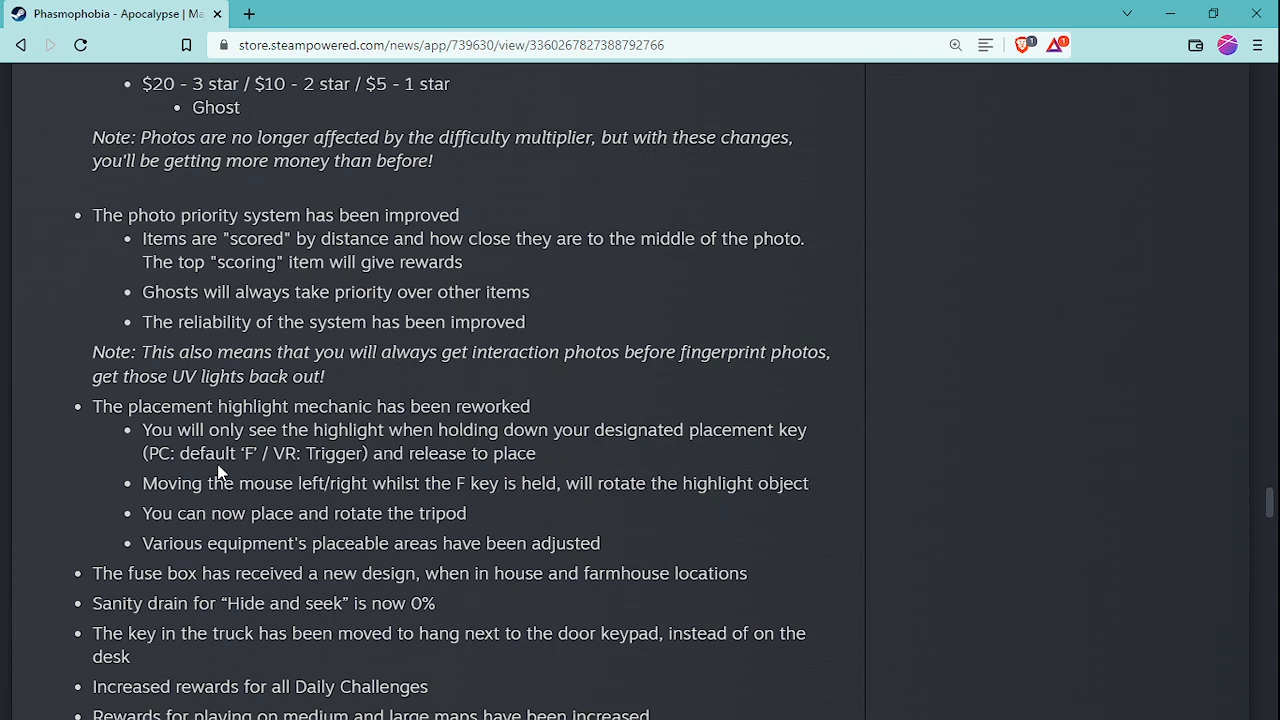 Phasmophobia - Apocalypse | Ma
store.steampowered.com/news/app/739630/view/3360267827388792766
1
1
$20 - 3 star / $10 - 2 star / $5 - 1 star
Ghost
Note: Photos are no longer affected by the difficulty multiplier, but with these changes,
you'll be getting more money than before!
The photo priority system has been improved
Items are "scored" by distance and how close they are to the middle of the photo.
The top "scoring" item will give rewards
Ghosts will always take priority over other items
The reliability of the system has been improved
Note: This also means that you will always get interaction photos before fingerprint photos,
get those UV lights back out!
The placement highlight mechanic has been reworked
You will only see the highlight when holding down your designated placement key
(PC: default ‘F’ / VR: Trigger) and release to place
Moving the mouse left/right whilst the F key is held, will rotate the highlight object
You can now place and rotate the tripod
Various equipment's placeable areas have been adjusted
The fuse box has received a new design, when in house and farmhouse locations
Sanity drain for “Hide and seek” is now 0%
The key in the truck has been moved to hang next to the door keypad, instead of on the
desk
Increased rewards for all Daily Challenges
Rewards for playing on medium and large maps have been increased